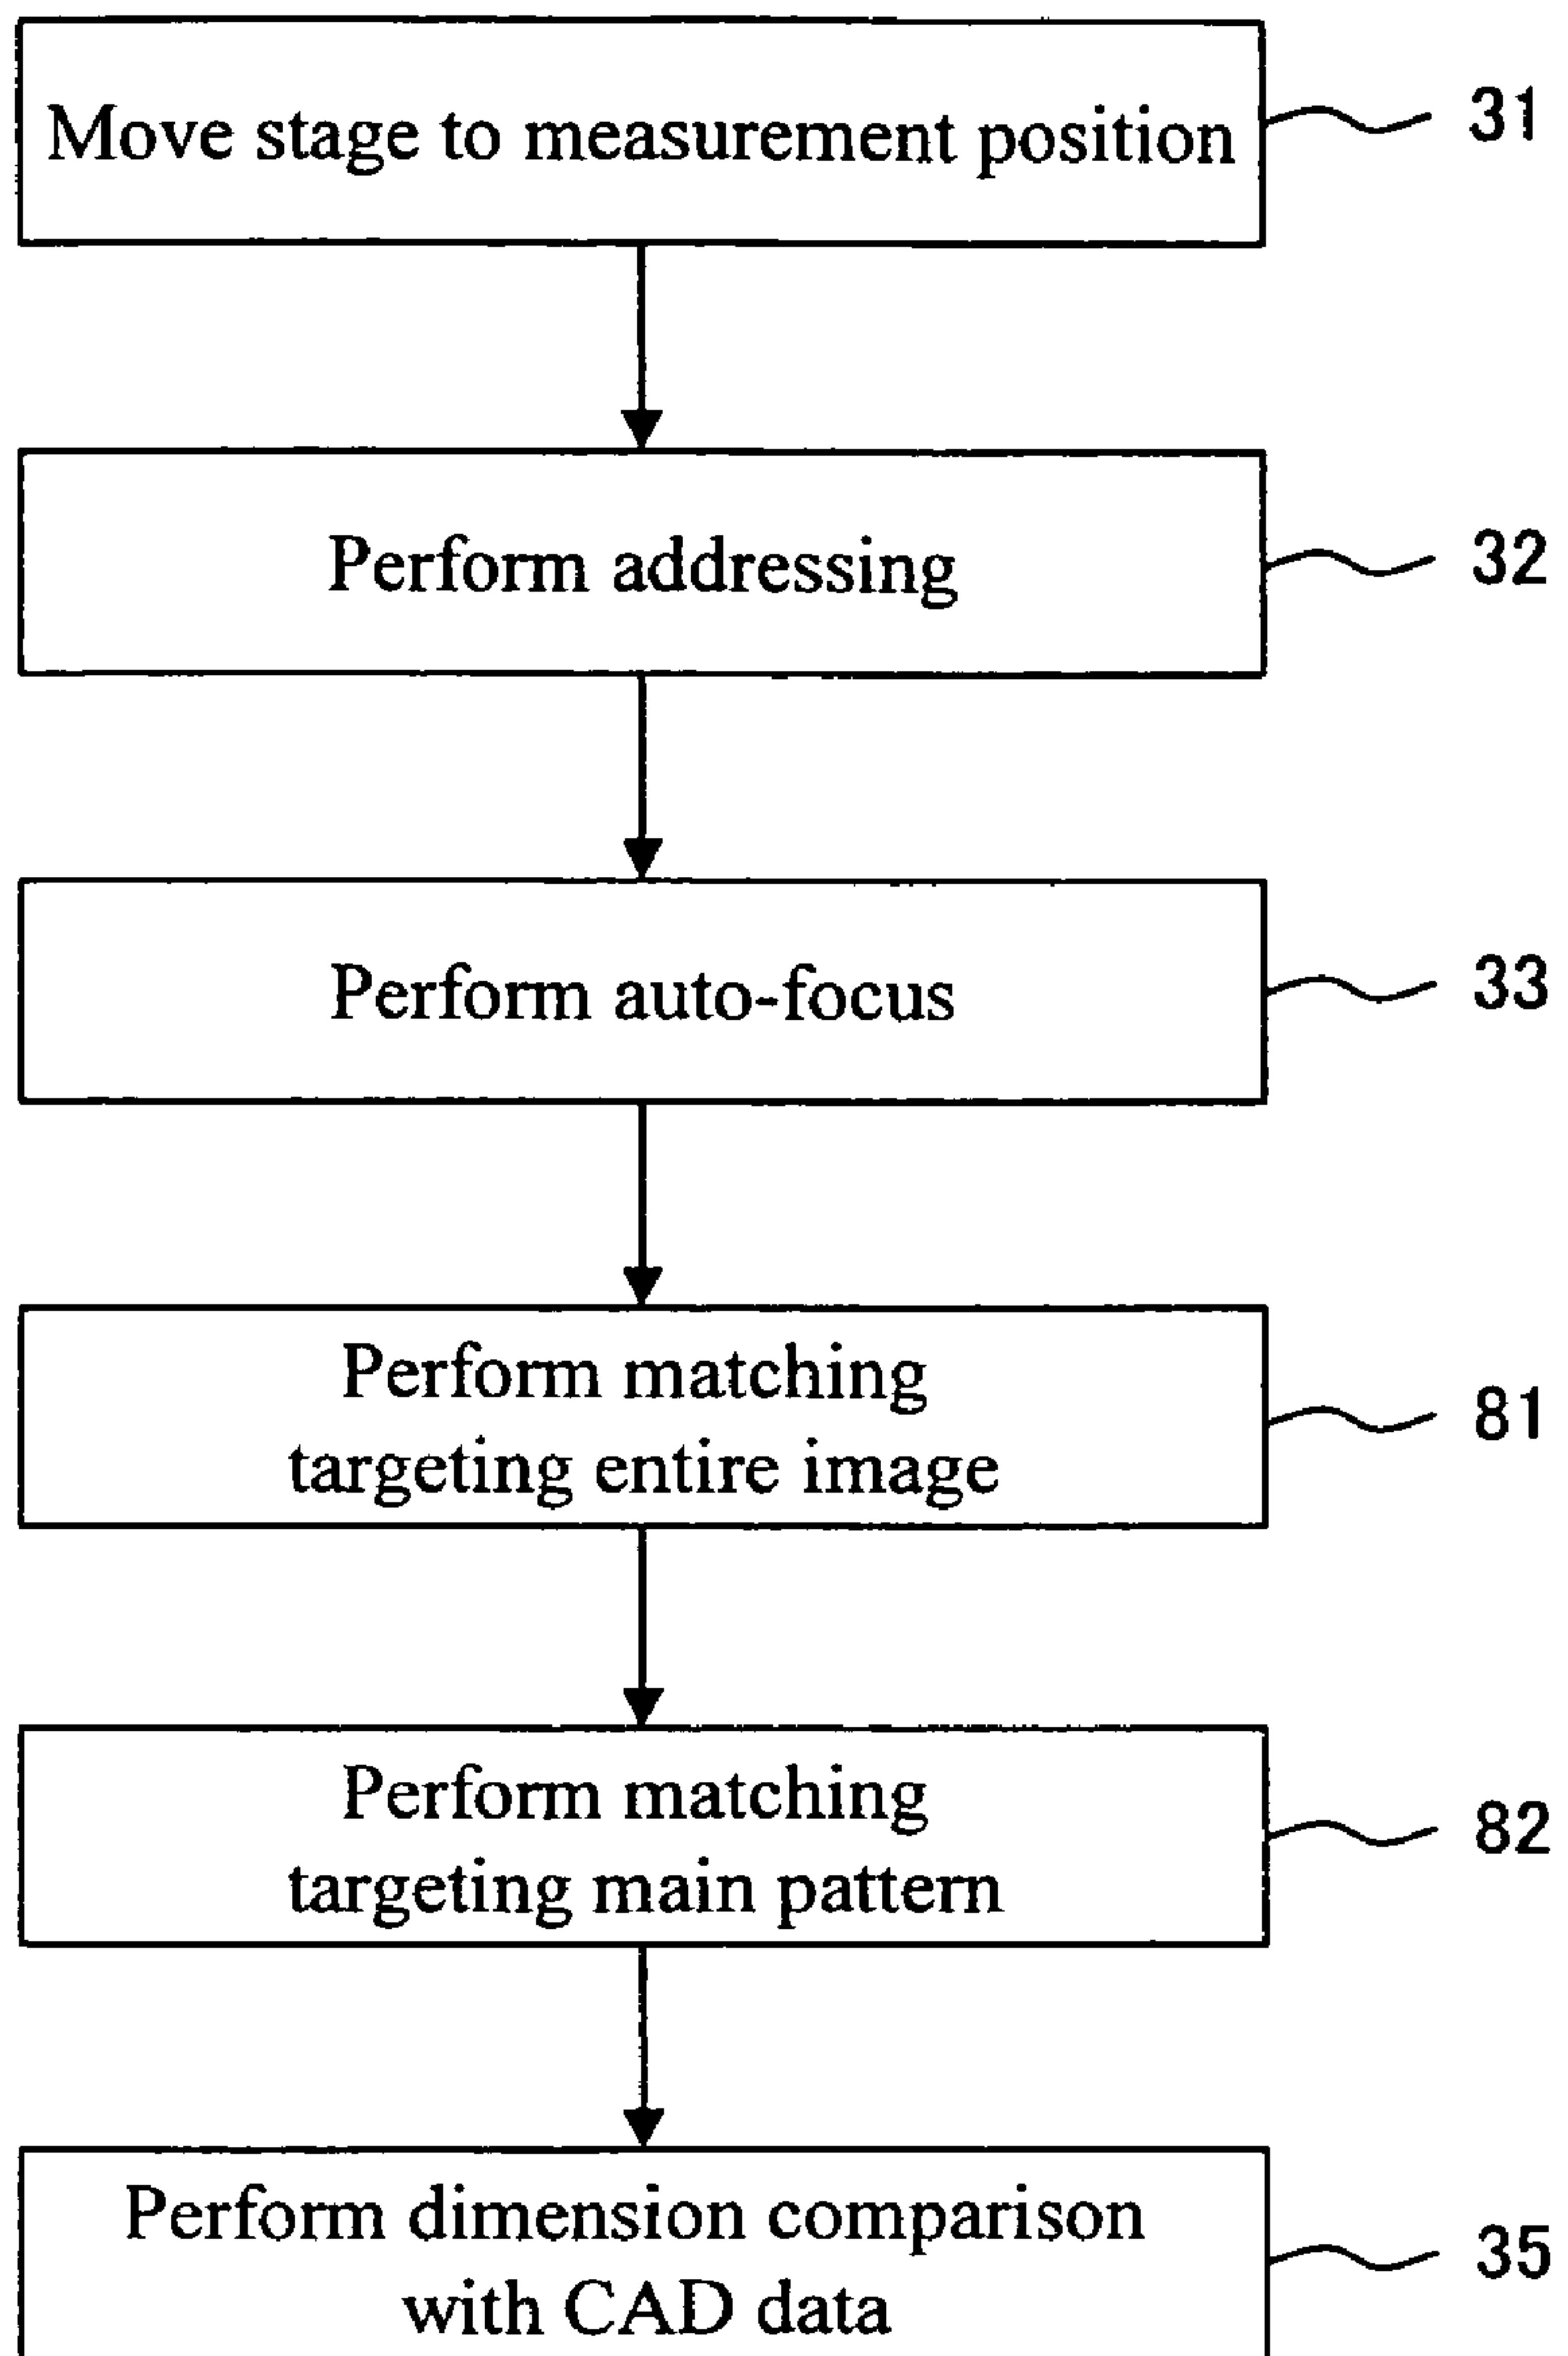 Move stage to measurement position
31
Perform addressing
32
Perform auto-focus
33
Perform matching
targeting entire image
81
Perform matching
targeting main pattern
82
Perform dimension comparison
with CAD data
35